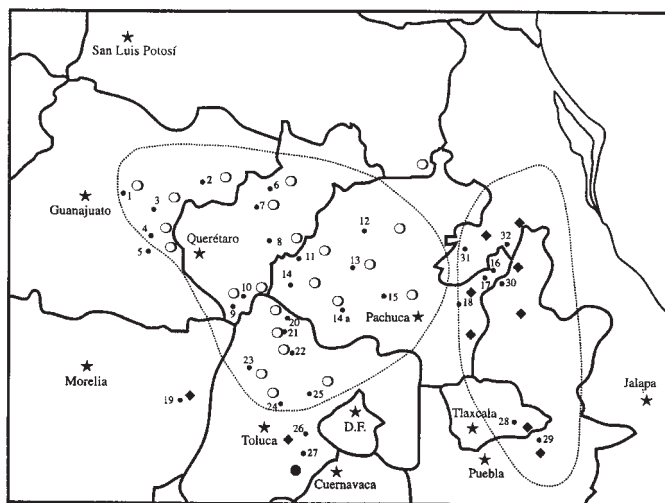 San Luis Potosí
1
2
6
3
7
Guanajuato
4
12
5
Querétaro
8
32
31
11
13
16
14
17
30
10
15
18
9
14 a
Pachuca
20
21
22
23
Morelia
19
25
24
Jalapa
D.F.
Tlaxcala
28
Toluca
26
29
27
Puebla
Cuernavaca